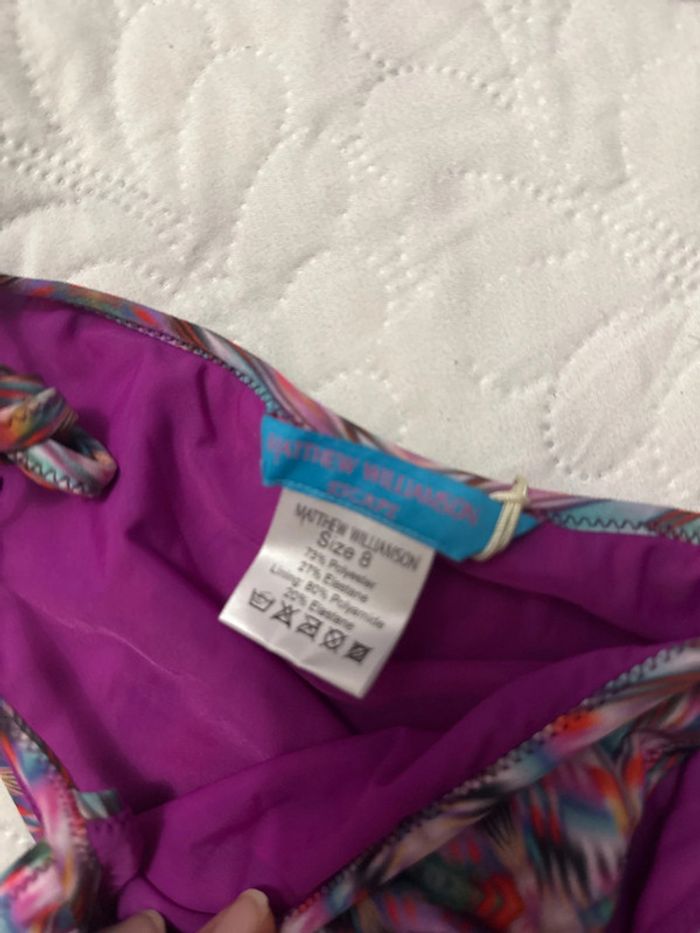 MATTHEW WILLIAMSON
ESCAPE
MATTHEW WILLIAMSON
Size 8
73% Polyester
27% Elastane
Lining: 80% Polyamide
20% Elastane